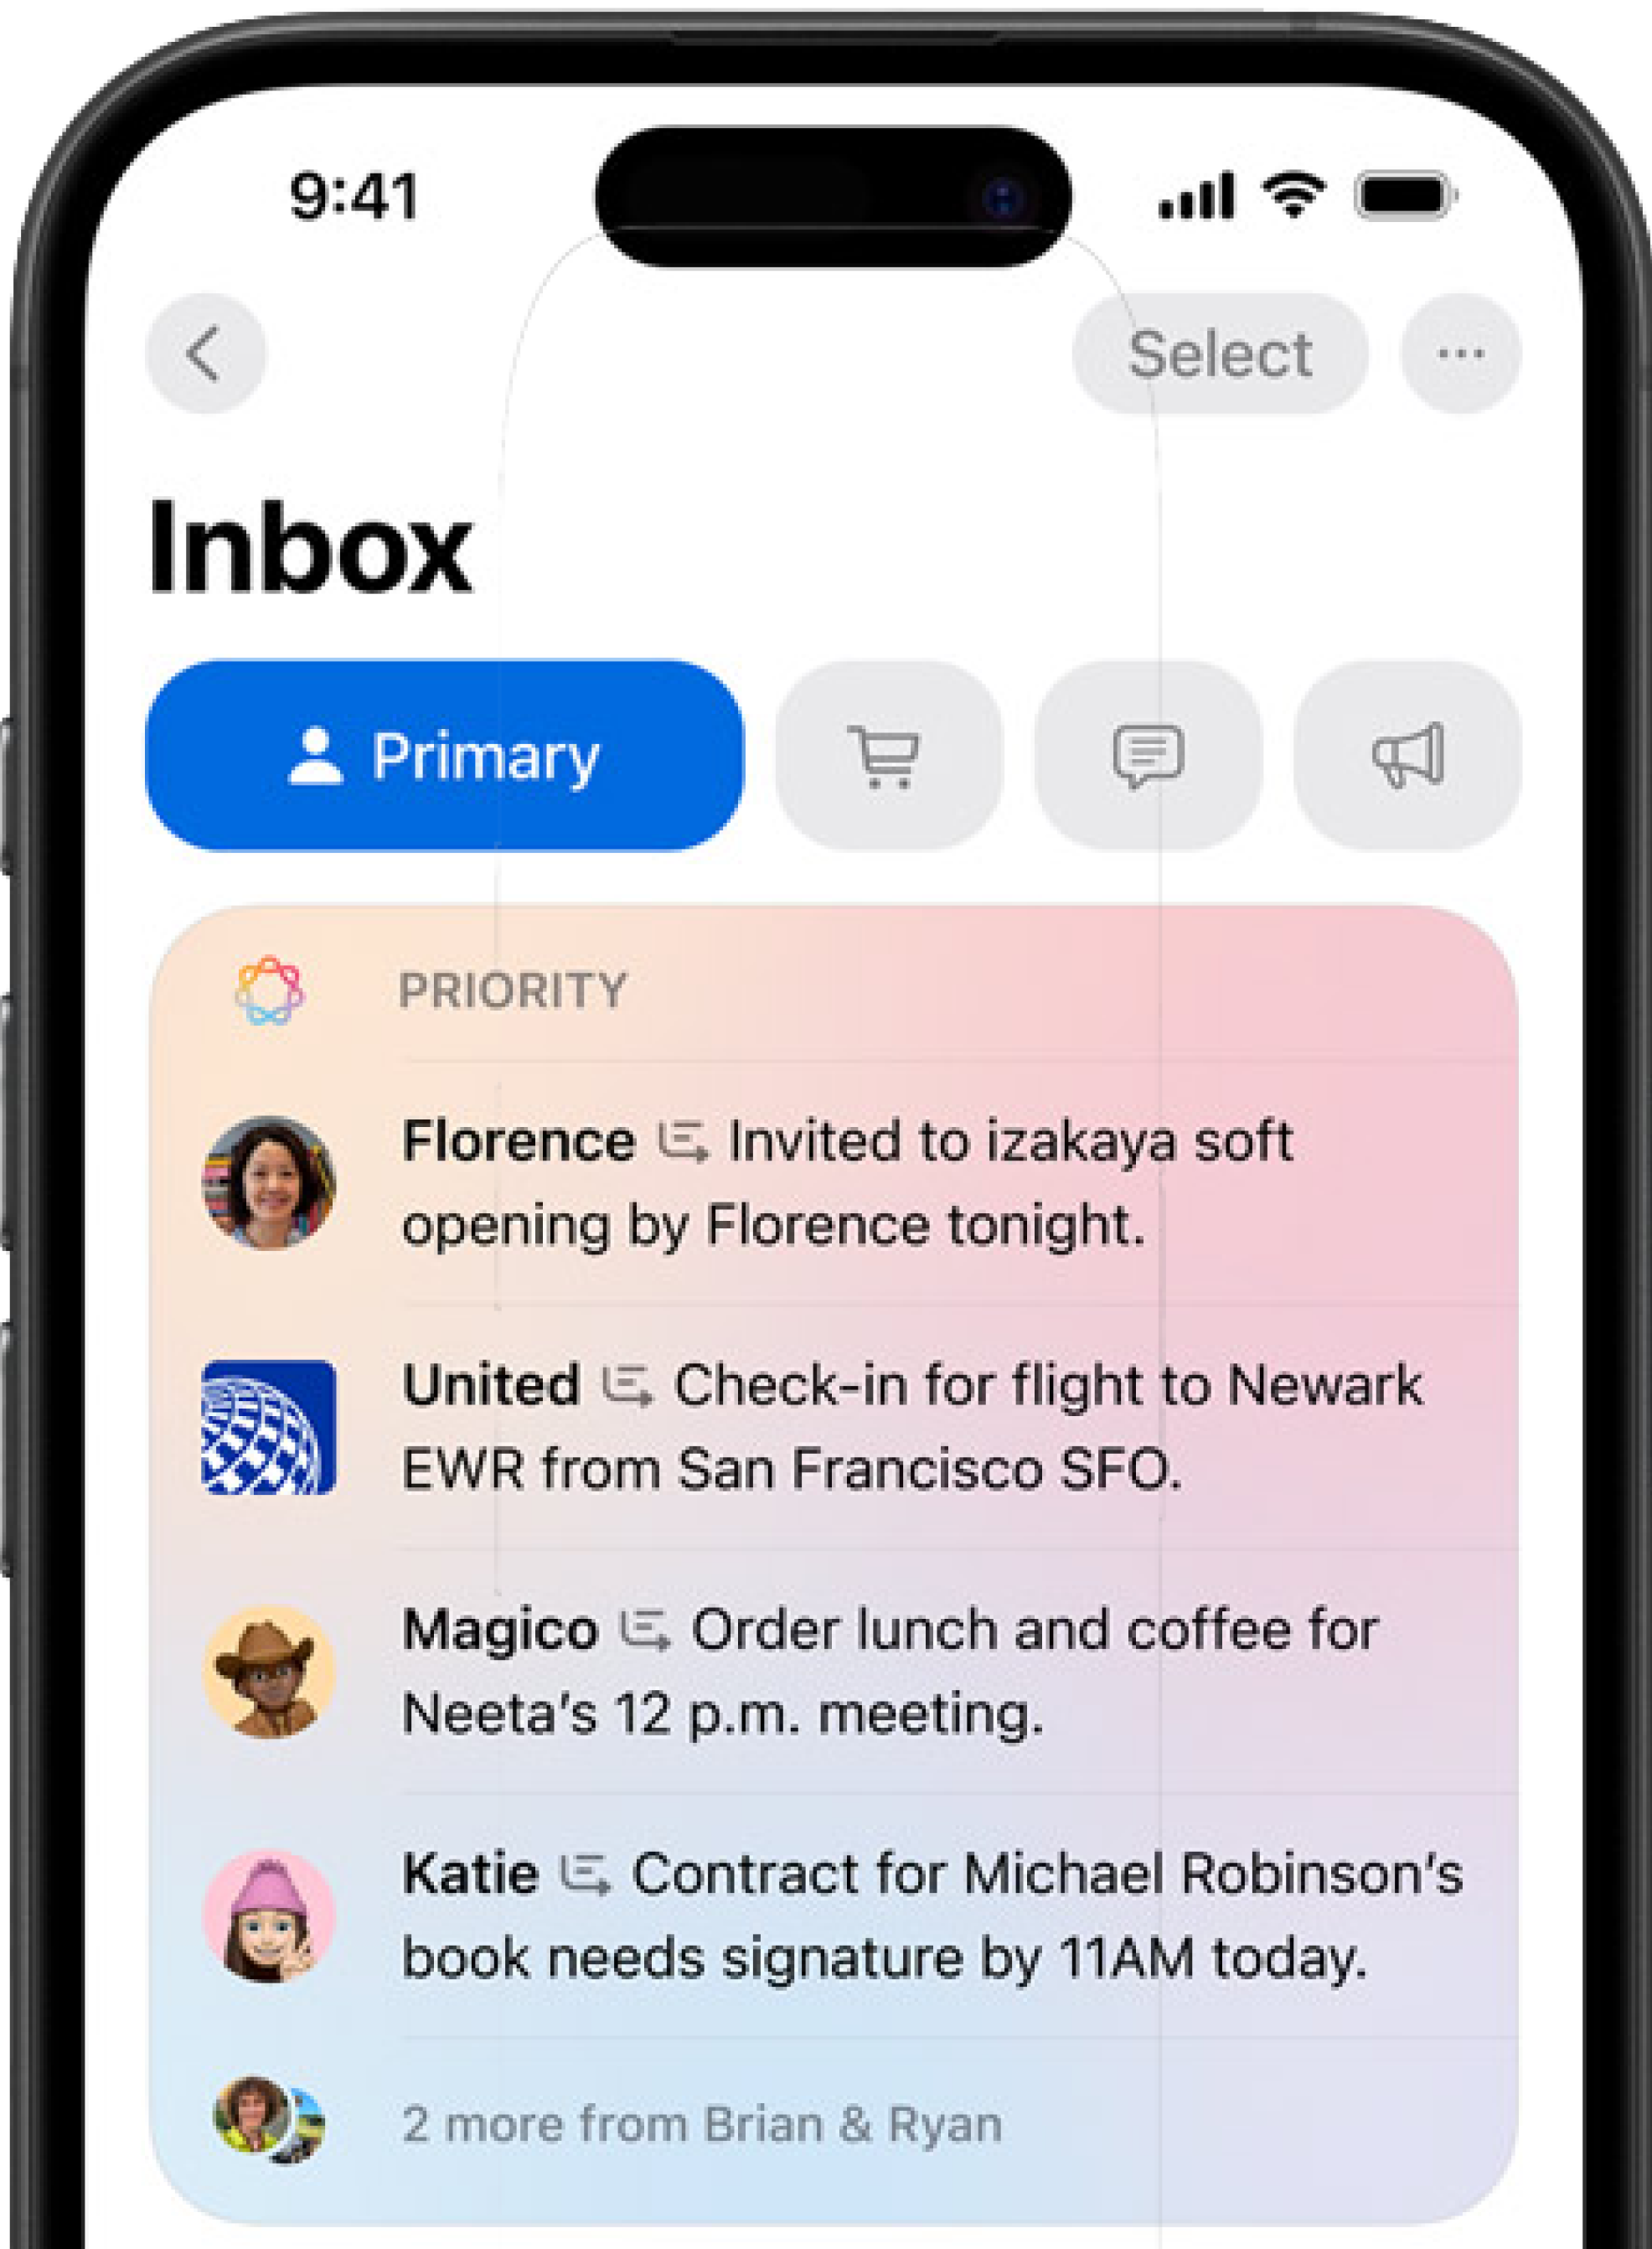 9:41
Select
Inbox
Primary
PRIORITY
Florence Invited to izakaya soft
opening by Florence tonight.
United Check-in for flight to Newark
EWR from San Francisco SFO.
Magico Order lunch and coffee for
Neeta’s 12 p.m. meeting.
Katie Contract for Michael Robinson’s
book needs signature by 11AM today.
2 more from Brian & Ryan